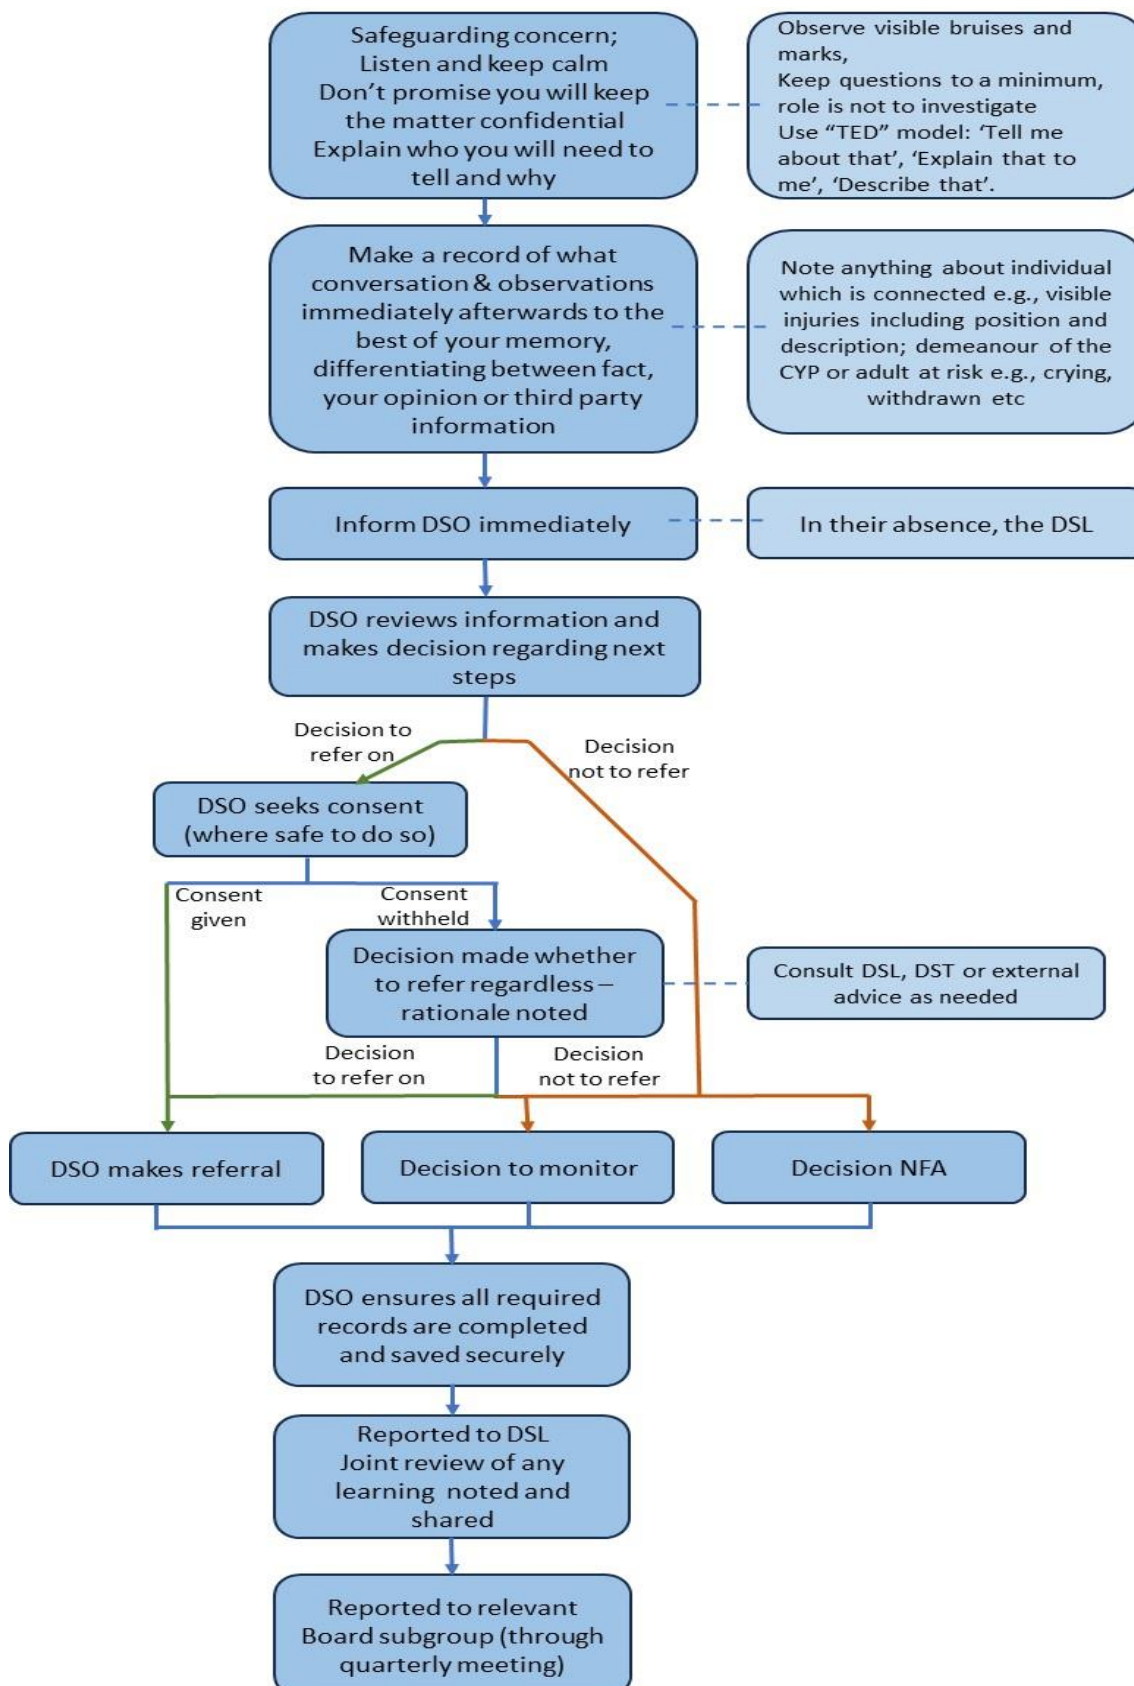 Safeguarding concern;
Listen and keep calm
Don’t promise you will keep
the matter confidential
Explain who you will need to
tell and why
Observe visible bruises and
marks,
Keep questions to a minimum,
role is not to investigate
Use “TED” model: ‘Tell me
about that’, ‘Explain that to
me’, ‘Describe that’.
Make a record of what
conversation & observations
immediately afterwards to the
best of your memory,
differentiating between fact,
your opinion or third party
information
Note anything about individual
which is connected e.g., visible
injuries including position and
description; demeanour of the
CYP or adult at risk e.g., crying,
withdrawn etc
Inform DSO immediately
In their absence, the DSL
DSO reviews information and
makes decision regarding next
steps
Decision to
refer on
Decision
not to refer
DSO seeks consent
(where safe to do so)
Consent
given
Consent
withheld
Decision made whether
to refer regardless –
rationale noted
Consult DSL, DST or external
advice as needed
Decision
to refer on
Decision
not to refer
DSO makes referral
Decision to monitor
Decision NFA
DSO ensures all required
records are completed
and saved securely
Reported to DSL
Joint review of any
learning noted and
shared
Reported to relevant
Board subgroup (through
quarterly meeting)